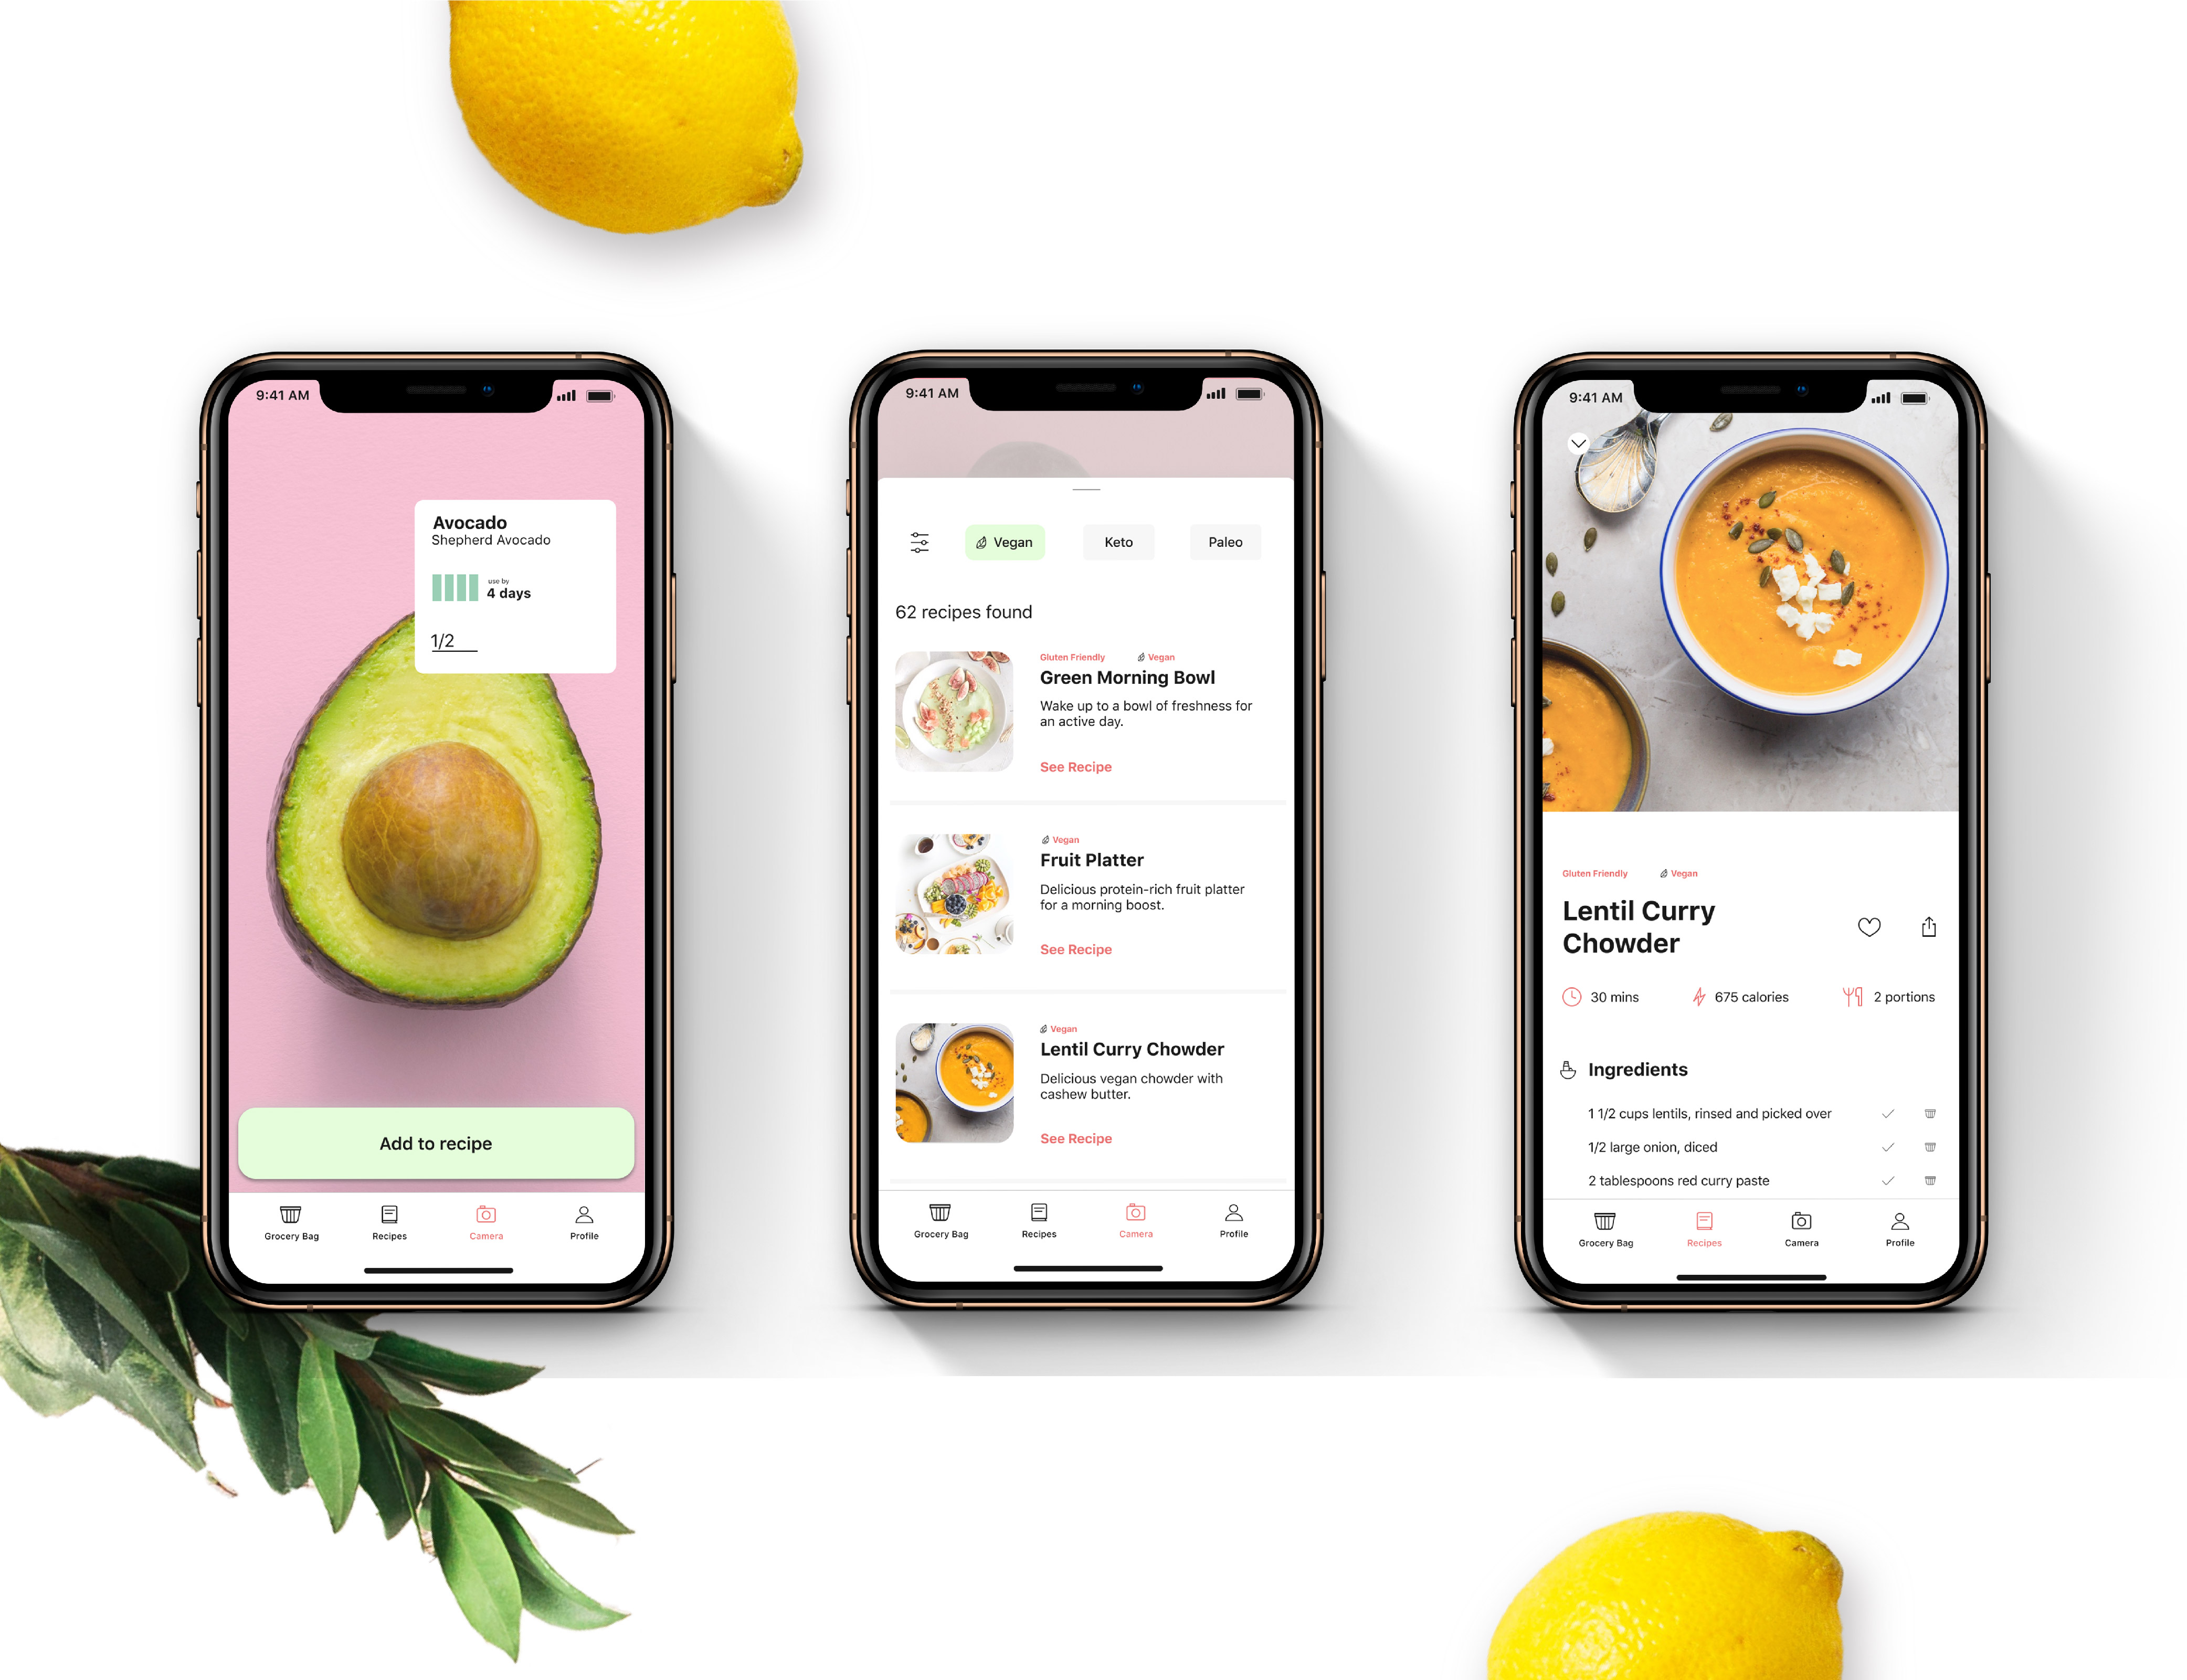 9:41 AM
Avocado
Shepherd Avocado
use by
4 days
1/2
Add to recipe
Grocery Bag
Recipes
Camera
Profile
9:41 AM
Vegan
Keto
Paleo
62 recipes found
Gluten Friendly
Vegan
Green Morning Bowl
Wake up to a bowl of freshness for
an active day.
See Recipe
Vegan
Fruit Platter
Delicious protein-rich fruit platter
for a morning boost.
See Recipe
Vegan
Lentil Curry Chowder
Delicious vegan chowder with
cashew butter.
See Recipe
Grocery Bag
Recipes
Camera
Profile
9:41 AM
Gluten Friendly
Vegan
Lentil Curry
Chowder
30 mins
675 calories
2 portions
Ingredients
1 1/2 cups lentils, rinsed and picked over
1/2 large onion, diced
2 tablespoons red curry paste
Grocery Bag
Recipes
Camera
Profile